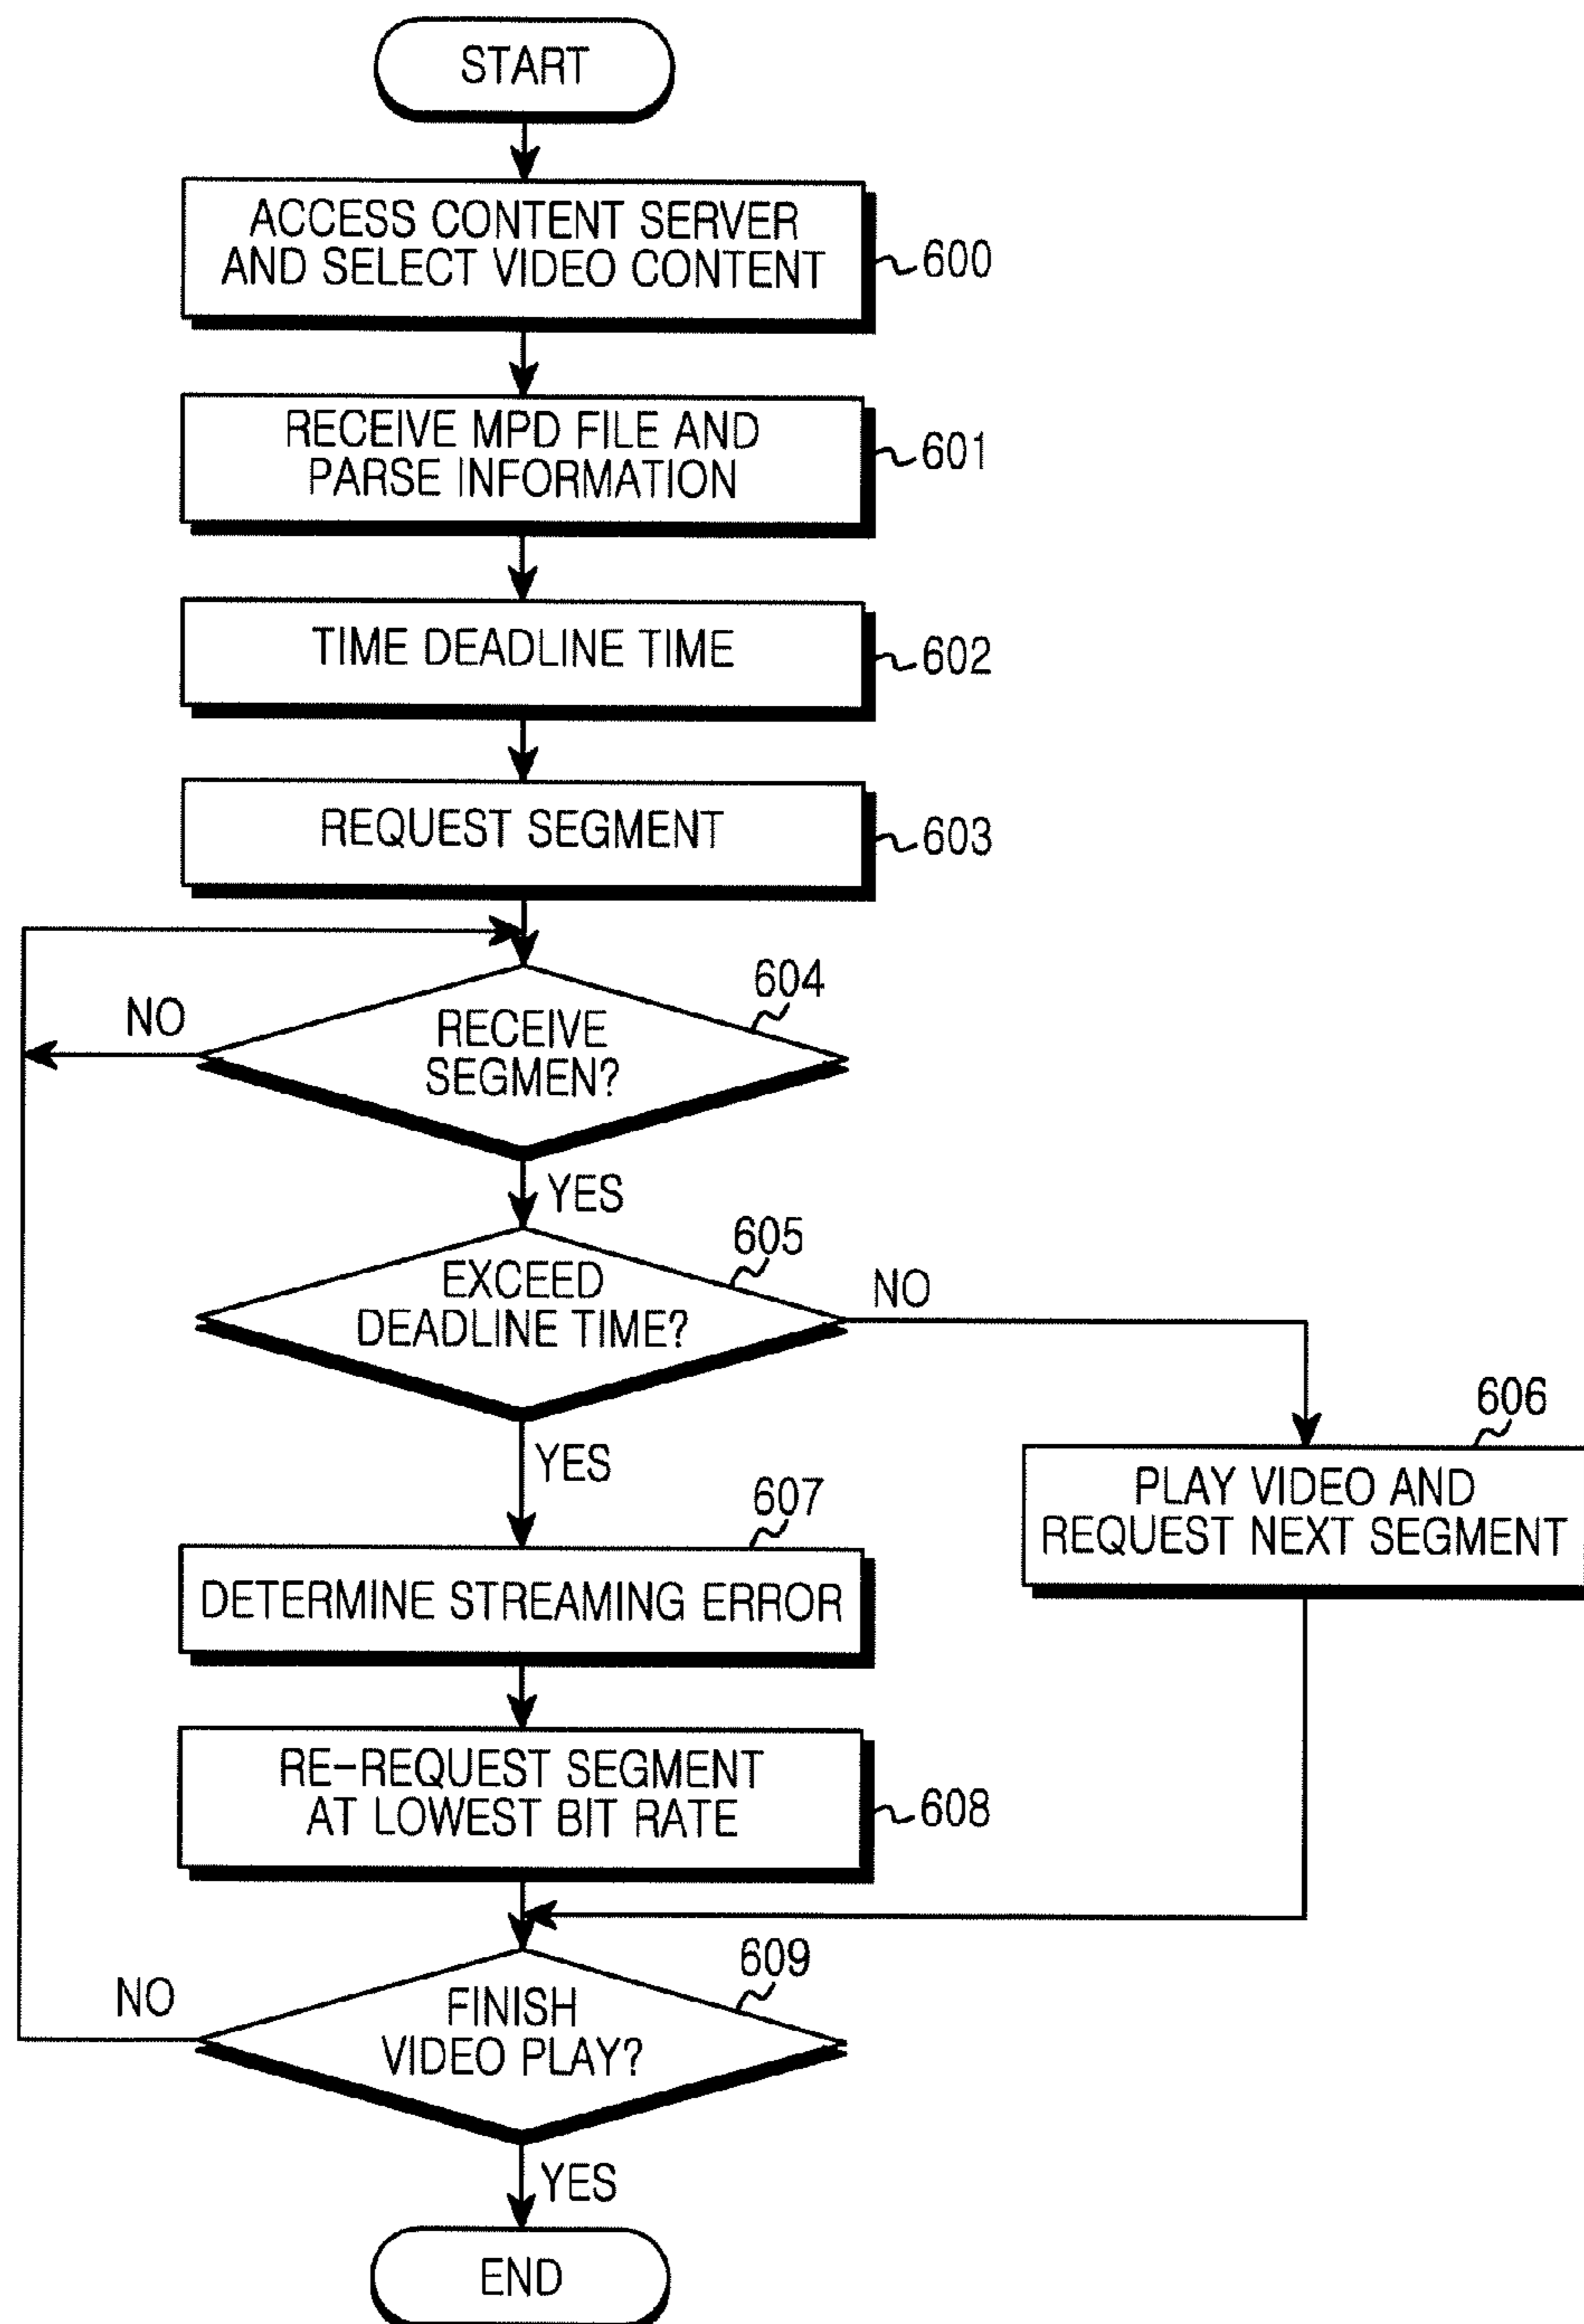 START
ACCESS CONTENT SERVER
AND SELECT VIDEO CONTENT
600
RECEIVE MPD FILE AND
PARSE INFORMATION
601
TIME DEADLINE TIME
602
REQUEST SEGMENT
603
604
NO
RECEIVE
SEGMEN?
YES
605
EXCEED
DEADLINE TIME?
NO
606
PLAY VIDEO AND
REQUEST NEXT SEGMENT
YES
607
DETERMINE STREAMING ERROR
RE-REQUEST SEGMENT
AT LOWEST BIT RATE
608
609
NO
FINISH
VIDEO PLAY?
YES
END